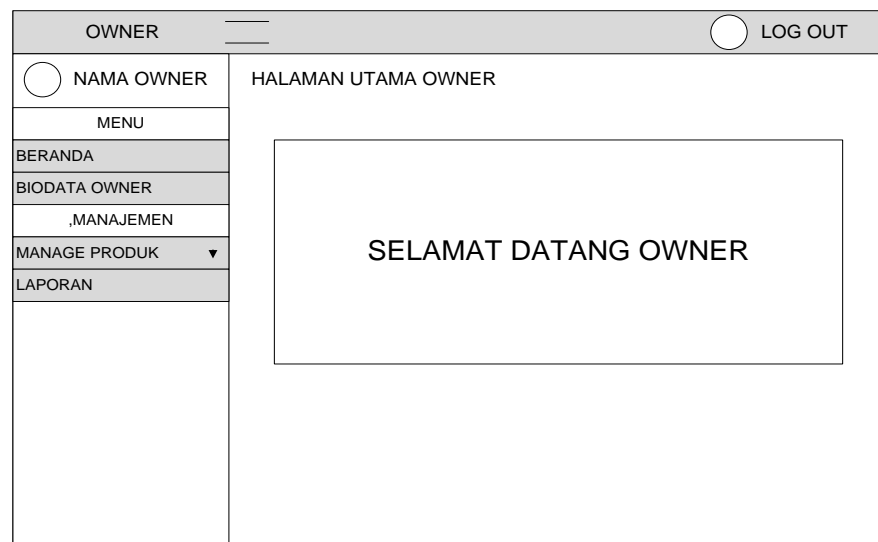 OWNER
LOG OUT
NAMA OWNER
HALAMAN UTAMA OWNER
MENU
BERANDA
BIODATA OWNER
,MANAJEMEN
MANAGE PRODUK
LAPORAN
SELAMAT DATANG OWNER